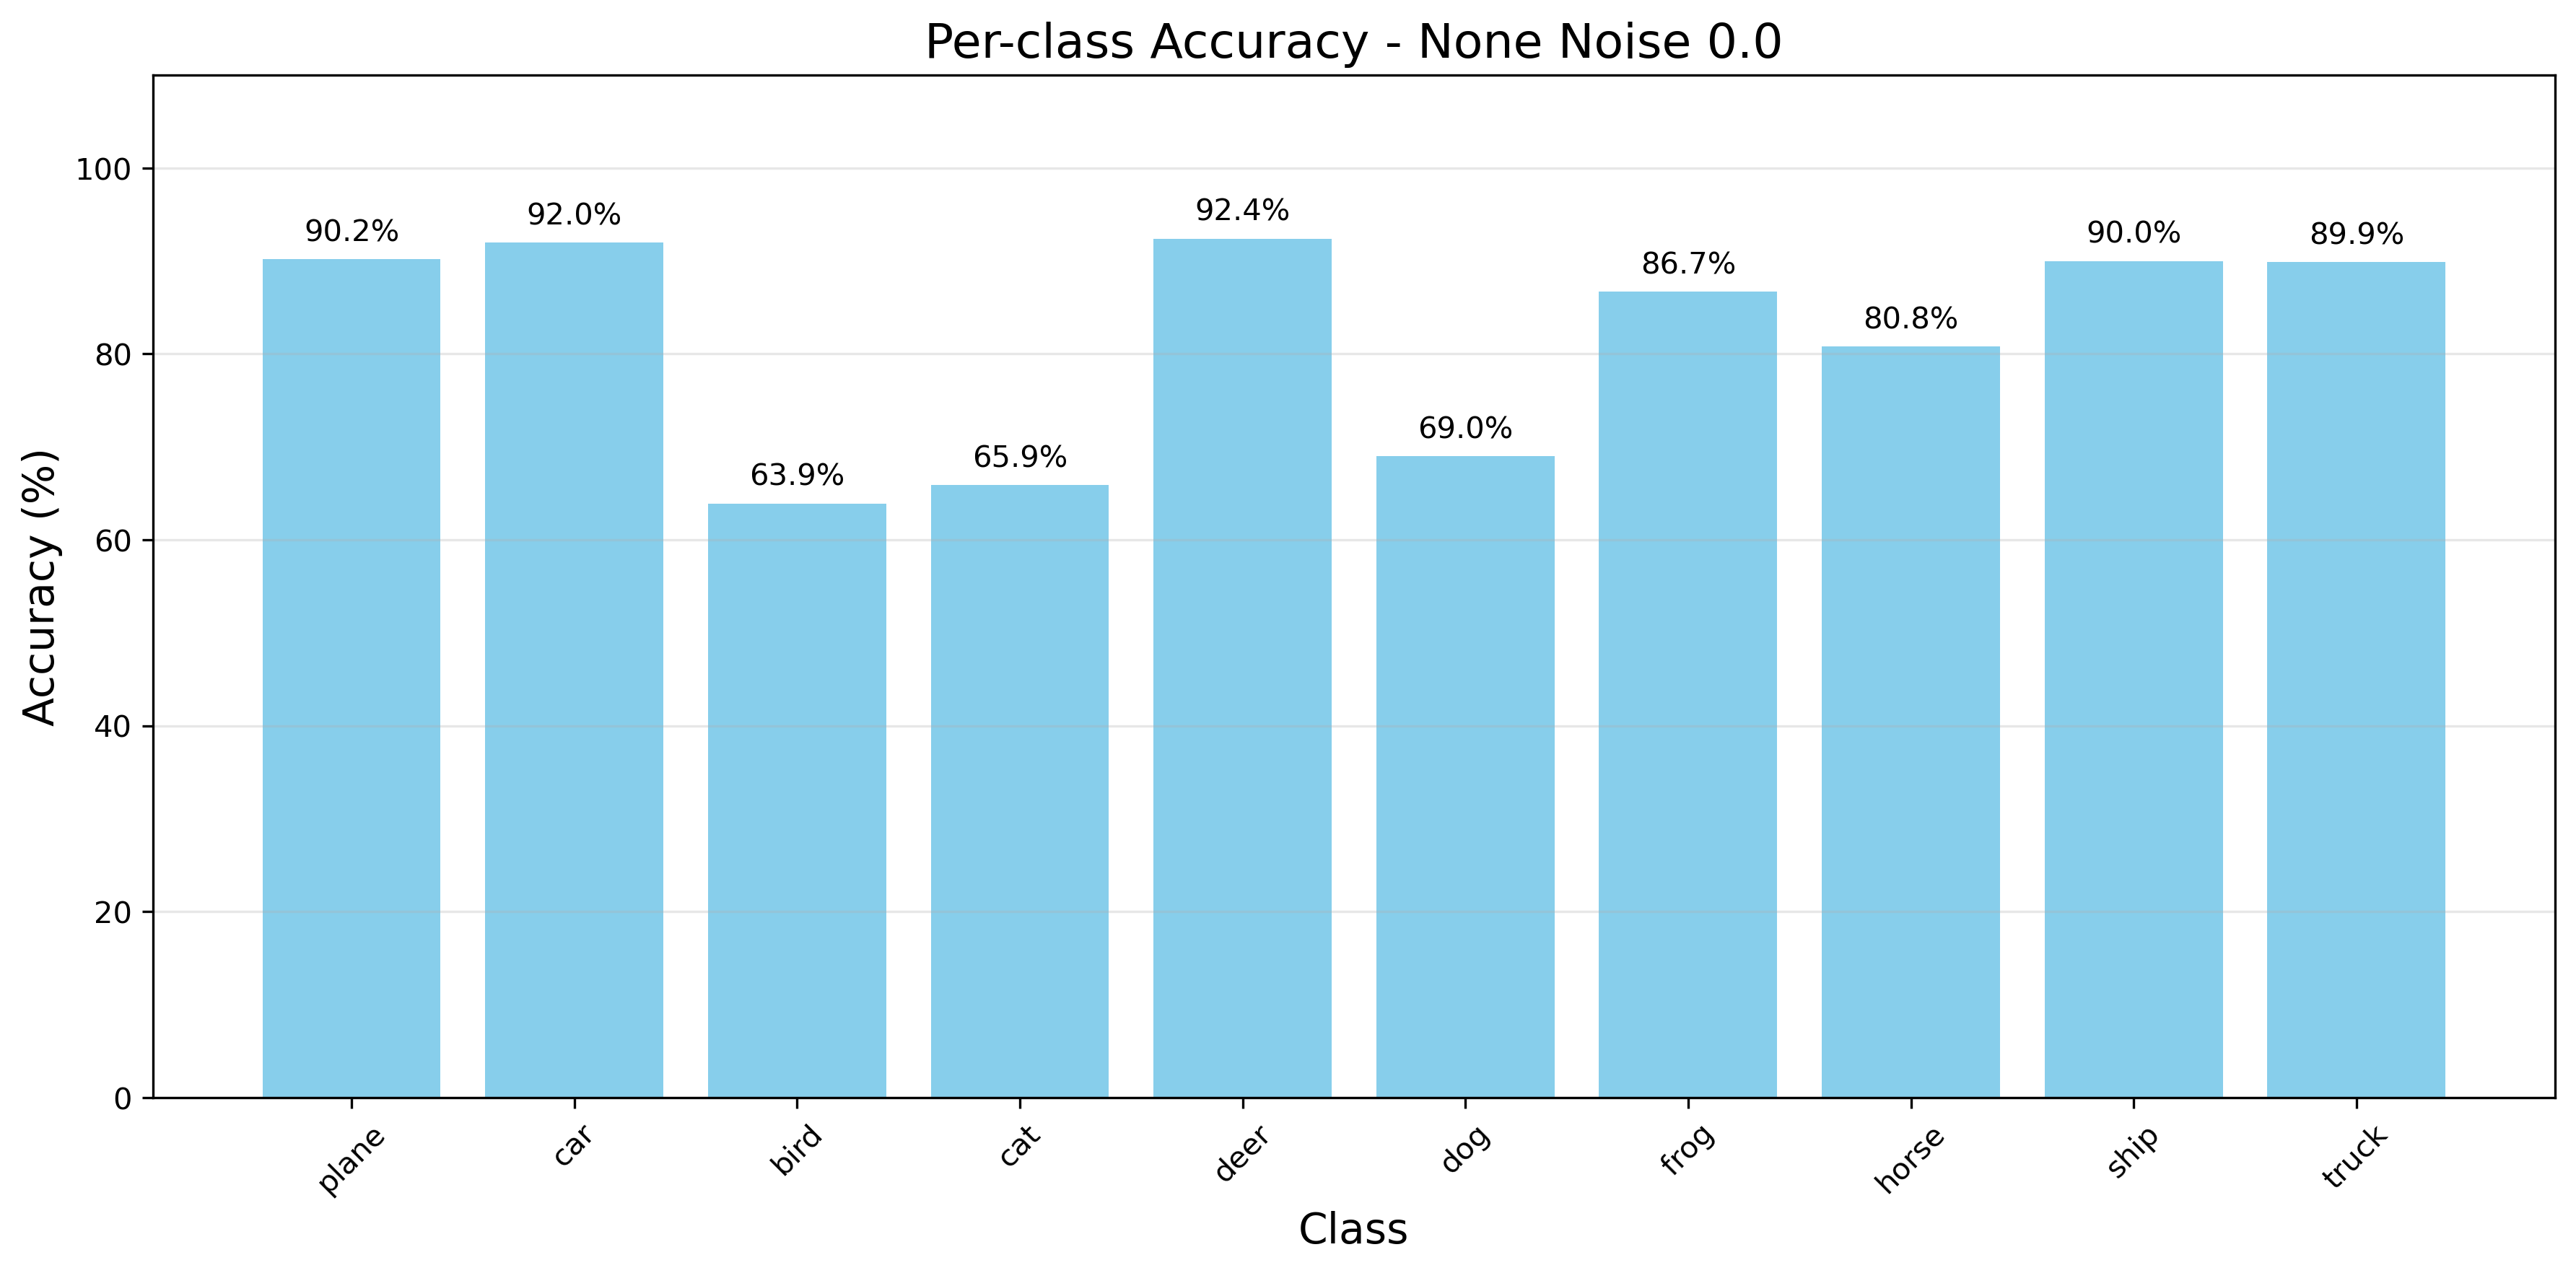 Per-class Accuracy - None Noise 0.0
Accuracy (%)
100
80
60
40
20
0
90.2%
92.0%
63.9%
65.9%
92.4%
69.0%
86.7%
80.8%
90.0%
89.9%
plane
car
bird
cat
deer
dog
frog
horse
ship
truck
Class